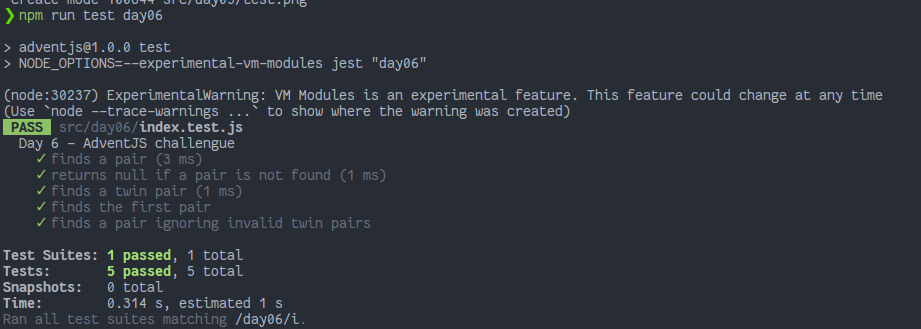 create mode 100644 src/day05/test.png
❯ npm run test day06
> adventjs@1.0.0 test
> NODE_OPTIONS=--experimental-vm-modules jest "day06"
(node:30237) ExperimentalWarning: VM Modules is an experimental feature. This feature could change at any time
(Use `node --trace-warnings ...` to show where the warning was created)
PASS src/day06/index.test.js
Day 6 - AdventJS challengue
✓ finds a pair (3 ms)
✓ returns null if a pair is not found (1 ms)
✓ finds a twin pair (1 ms)
✓ finds the first pair
✓ finds a pair ignoring invalid twin pairs
Test Suites: 1 passed, 1 total
Tests: 5 passed, 5 total
Snapshots: 0 total
Time: 0.314 s, estimated 1 s
Ran all test suites matching /day06/i.